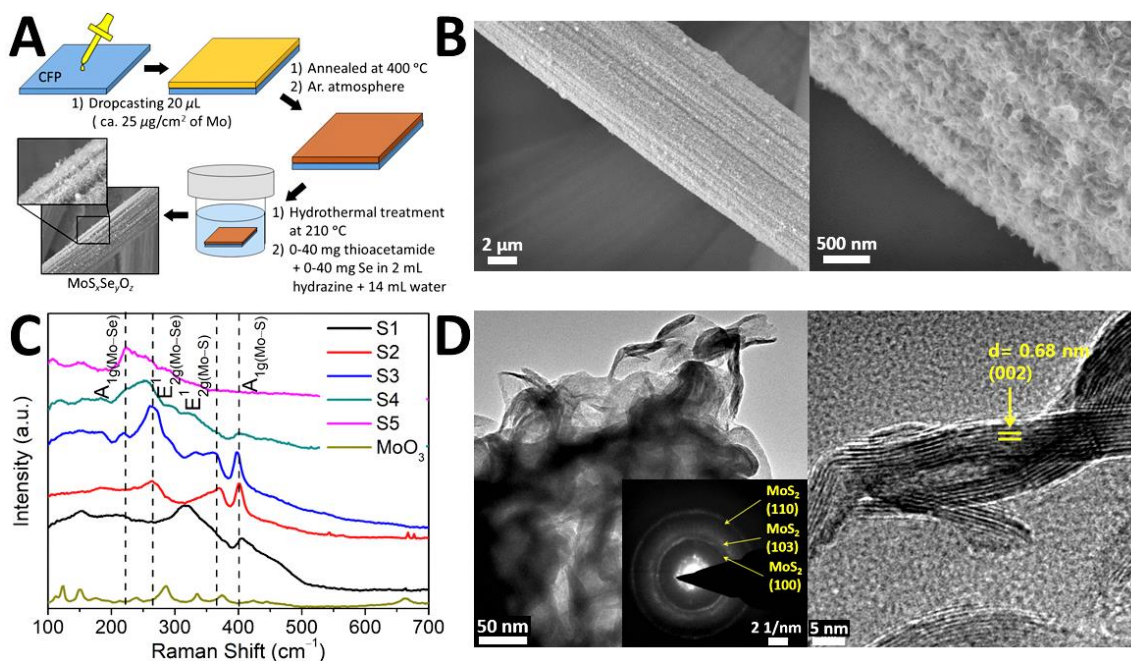 A
CFP
1) Dropcasting 20 μL
( ca. 25 μg/cm² of Mo)
1) Annealed at 400 °C
2) Ar. atmosphere
1) Hydrothermal treatment
at 210 °C
2) 0-40 mg thioacetamide
+ 0-40 mg Se in 2 mL
hydrazine + 14 mL water
MoSₓSeᵧO_z
B
2 μm
500 nm
C
Intensity (a.u.)
A1g(Mo–Se)
E¹2g(Mo–Se)
E¹2g(Mo–S)
A1g(Mo–S)
S1
S2
S3
S4
S5
MoO₃
100 200 300 400 500 600 700
Raman Shift (cm⁻¹)
D
50 nm
MoS₂
(110)
MoS₂
(103)
MoS₂
(100)
2 1/nm
d= 0.68 nm
(002)
5 nm